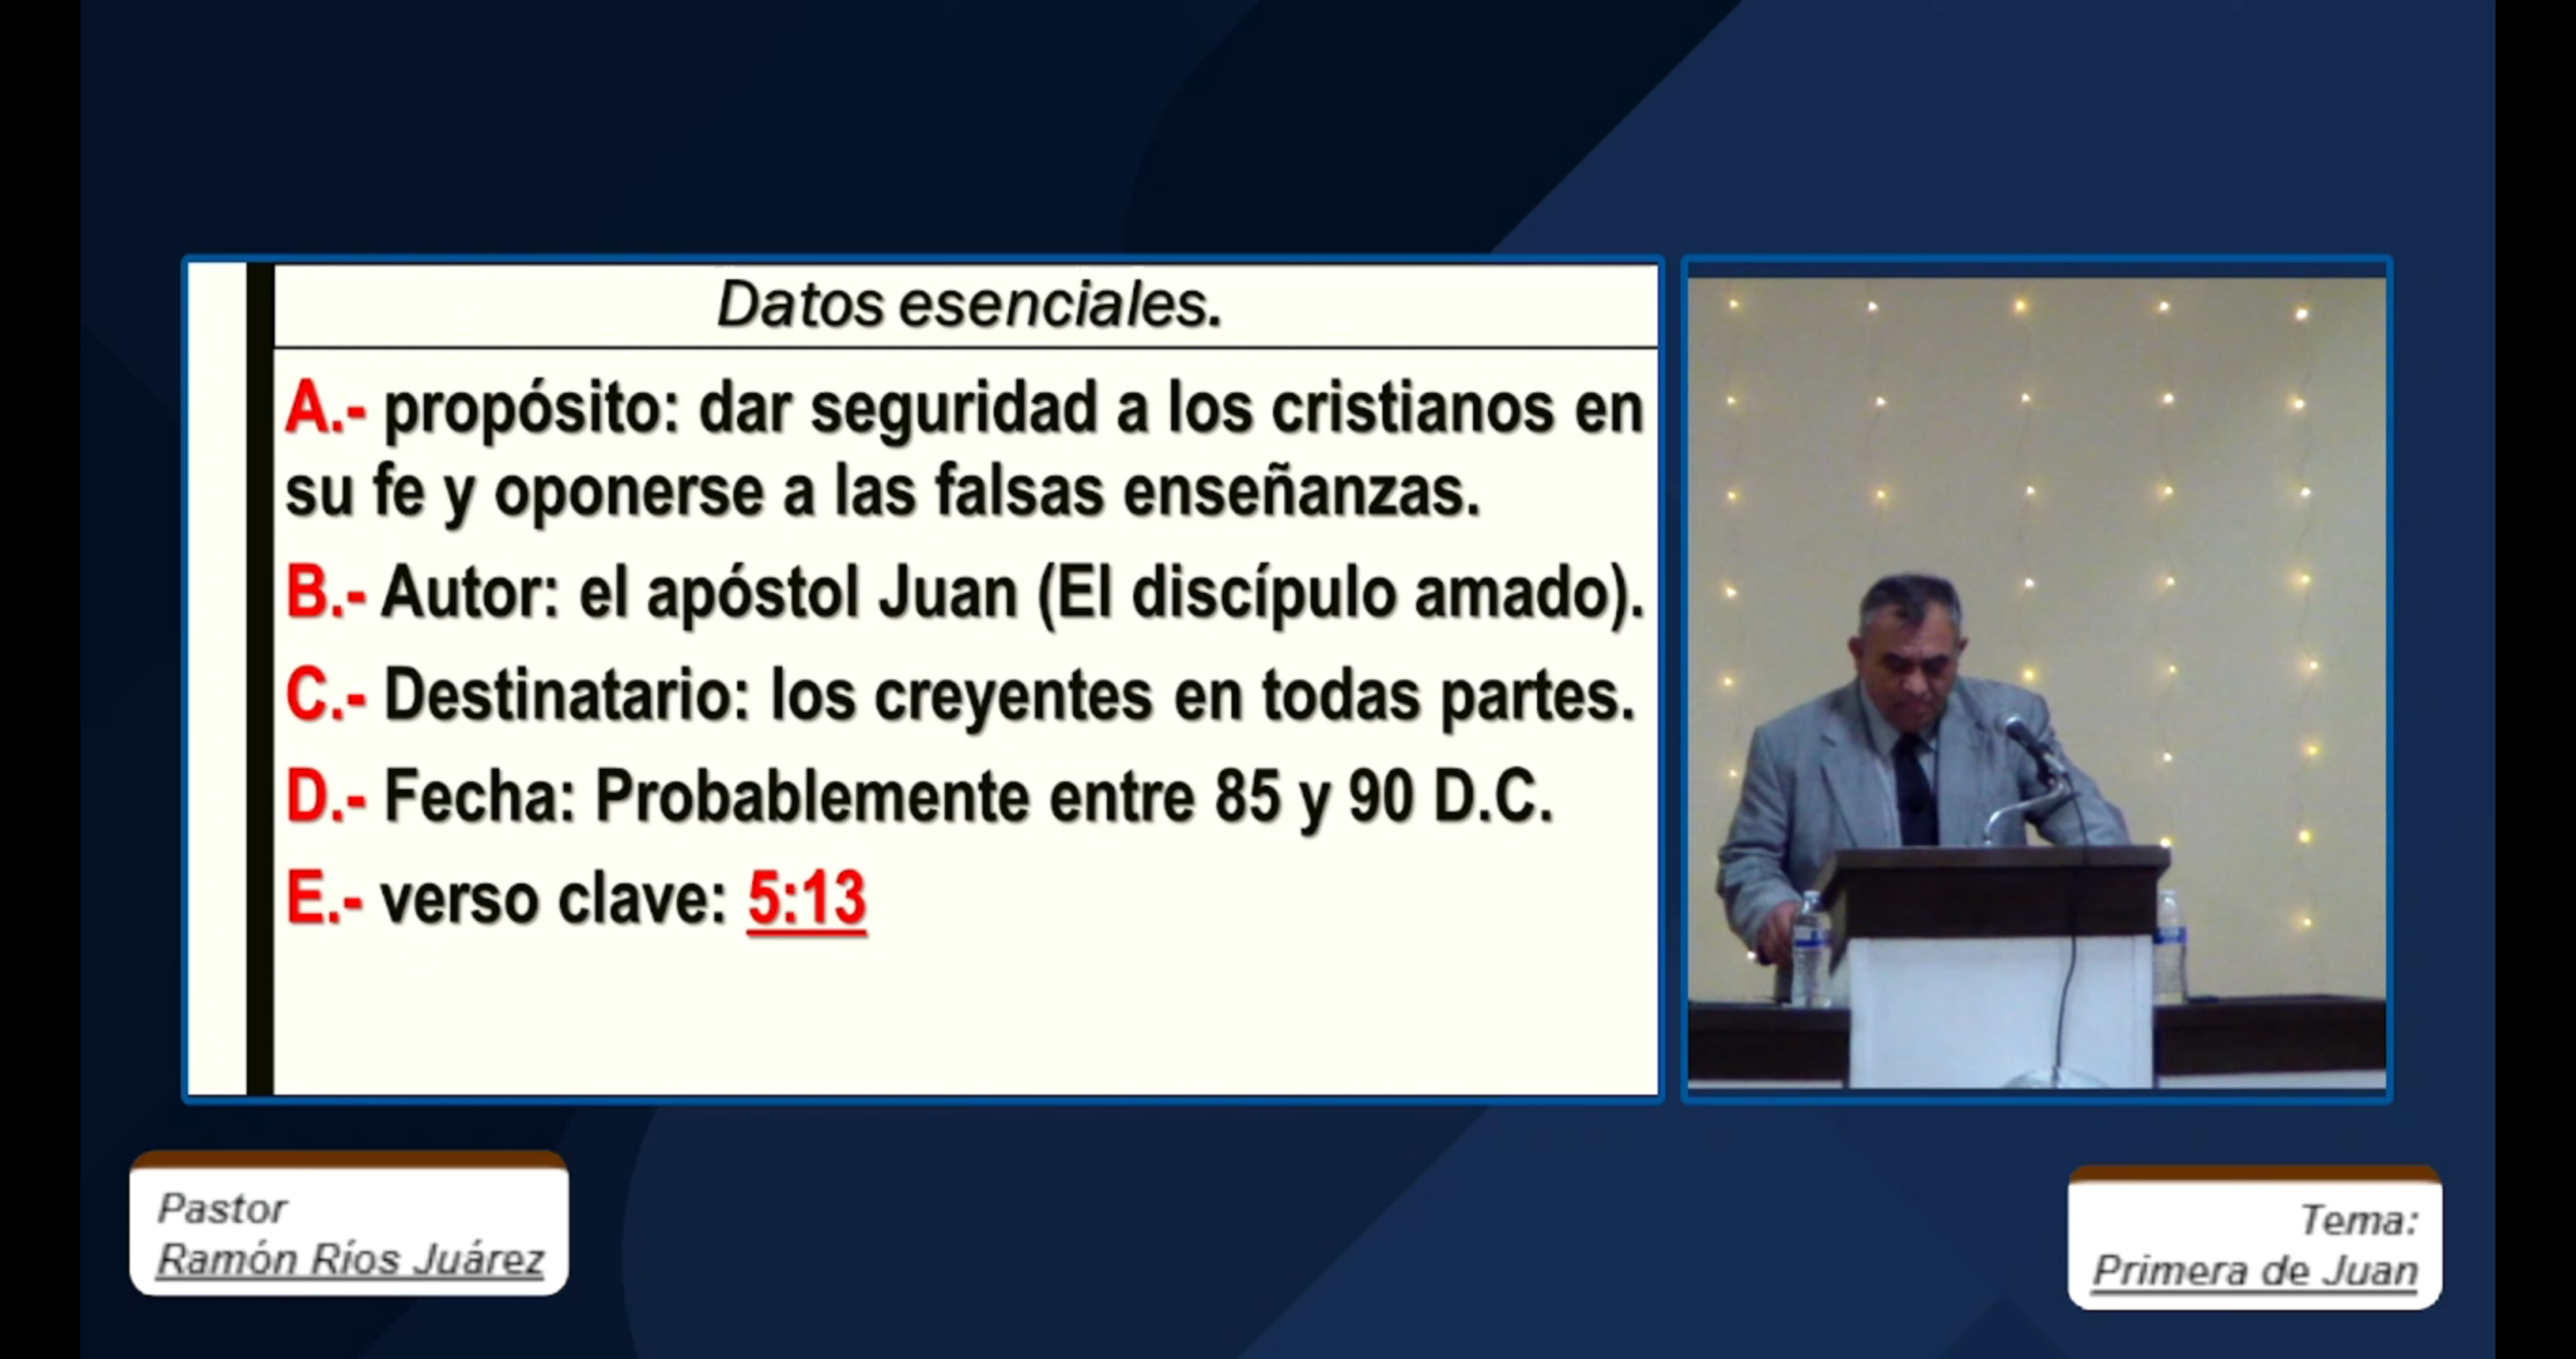 Datos esenciales.
A.- propósito: dar seguridad a los cristianos en
su fe y oponerse a las falsas enseñanzas.
B.- Autor: el apóstol Juan (El discípulo amado).
C.- Destinatario: los creyentes en todas partes.
D.- Fecha: Probablemente entre 85 y 90 D.C.
E.- verso clave: 5:13
Pastor
Ramón Ríos Juárez
Tema:
Primera de Juan